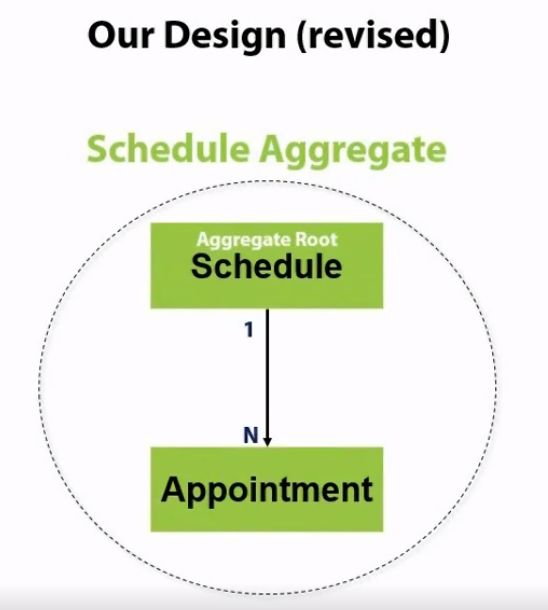 Our Design (revised)
Schedule Aggregate
Aggregate Root
Schedule
1
N
Appointment